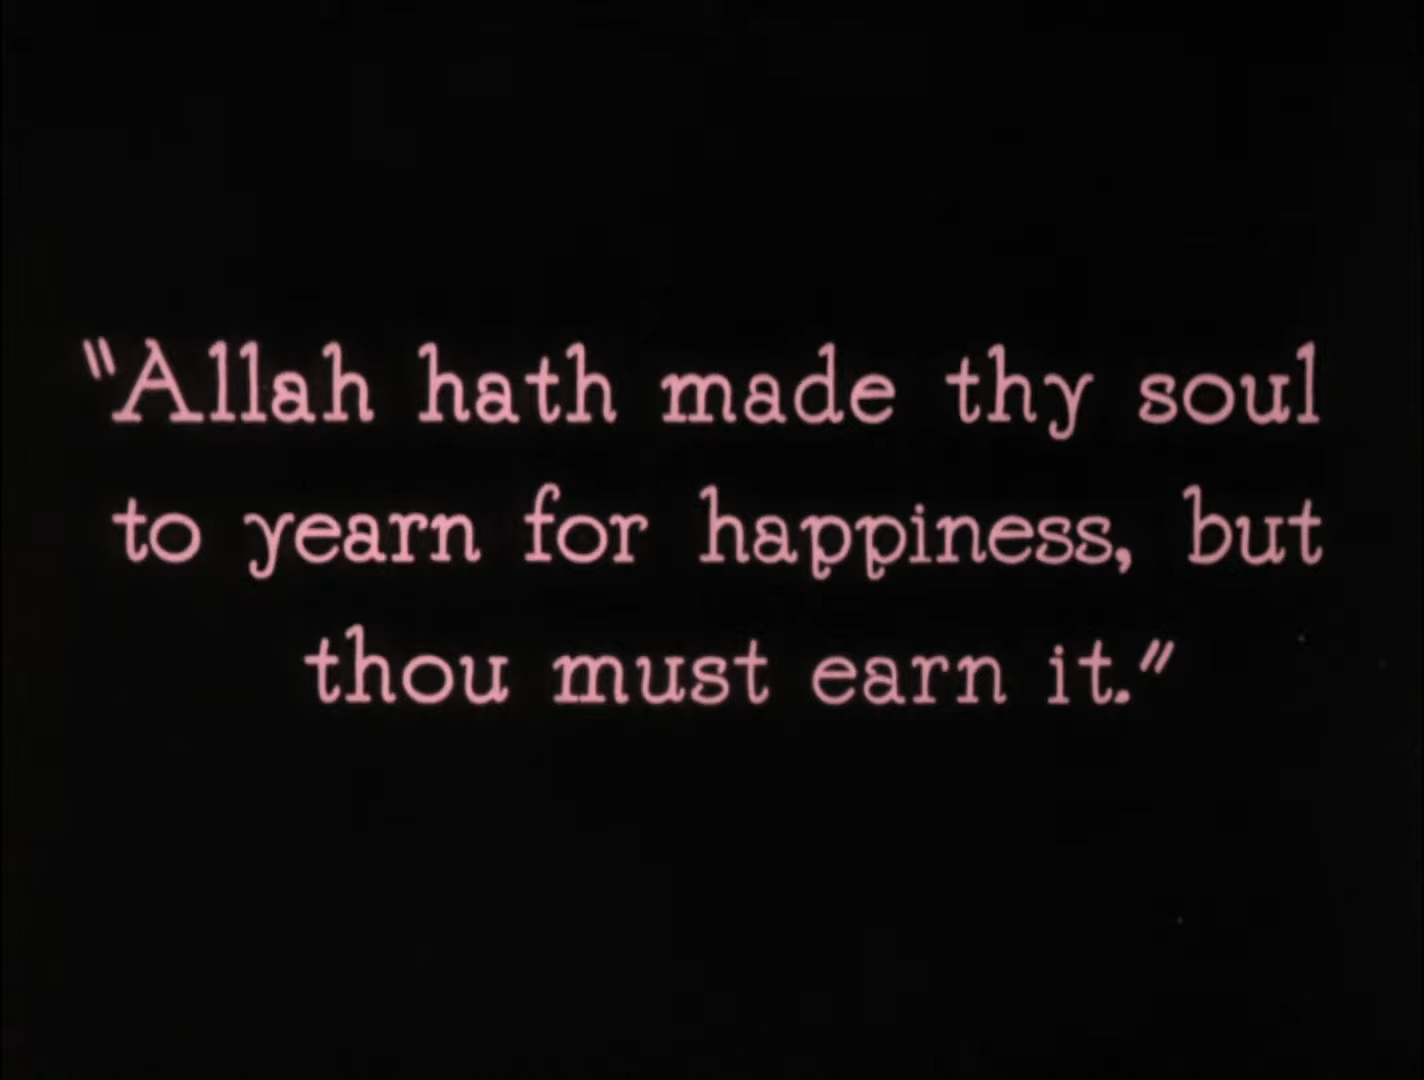 "Allah hath made thy soul
to yearn for happiness, but
thou must earn it."